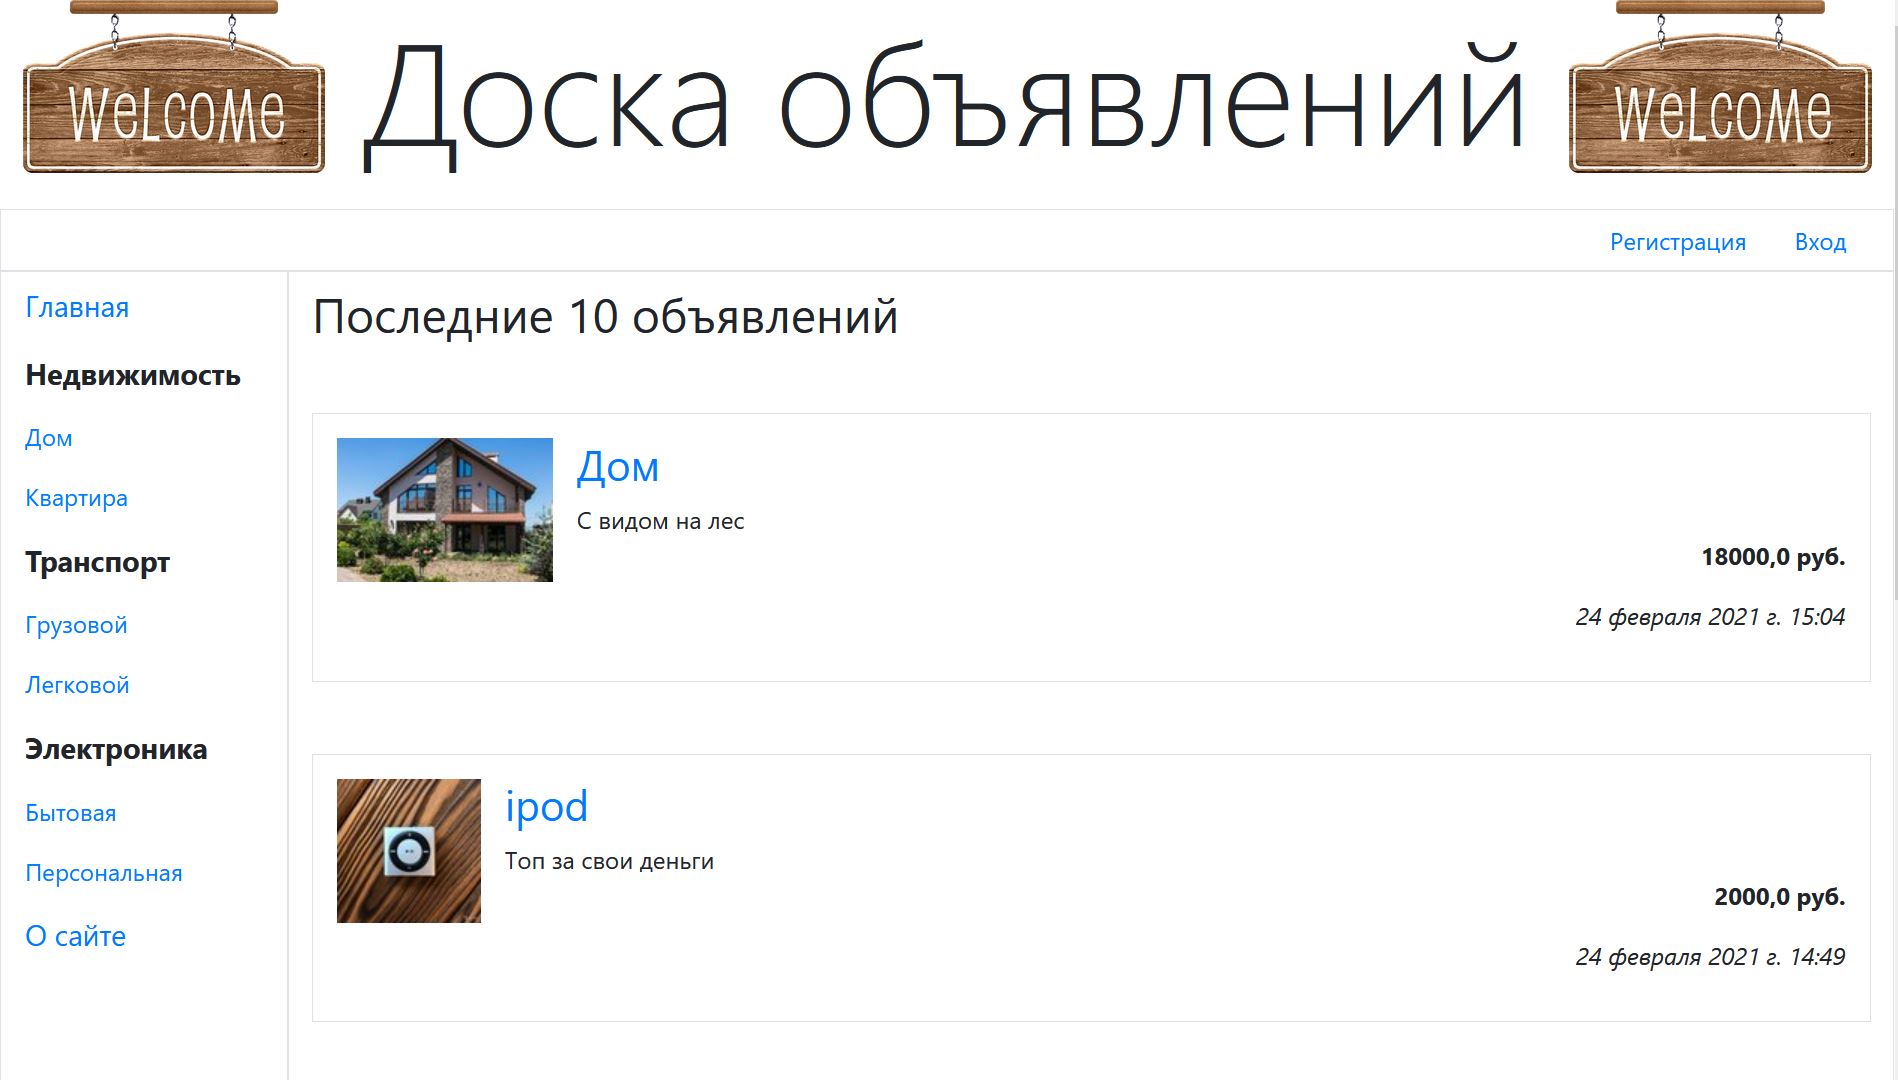 WELCOME
Доска объявлений
WELCOME
Регистрация Вход
Главная
Недвижимость
Дом
Квартира
Транспорт
Грузовой
Легковой
Электроника
Бытовая
Персональная
О сайте
Последние 10 объявлений
Дом
С видом на лес
18000,0 руб.
24 февраля 2021 г. 15:04
ipod
Топ за свои деньги
2000,0 руб.
24 февраля 2021 г. 14:49